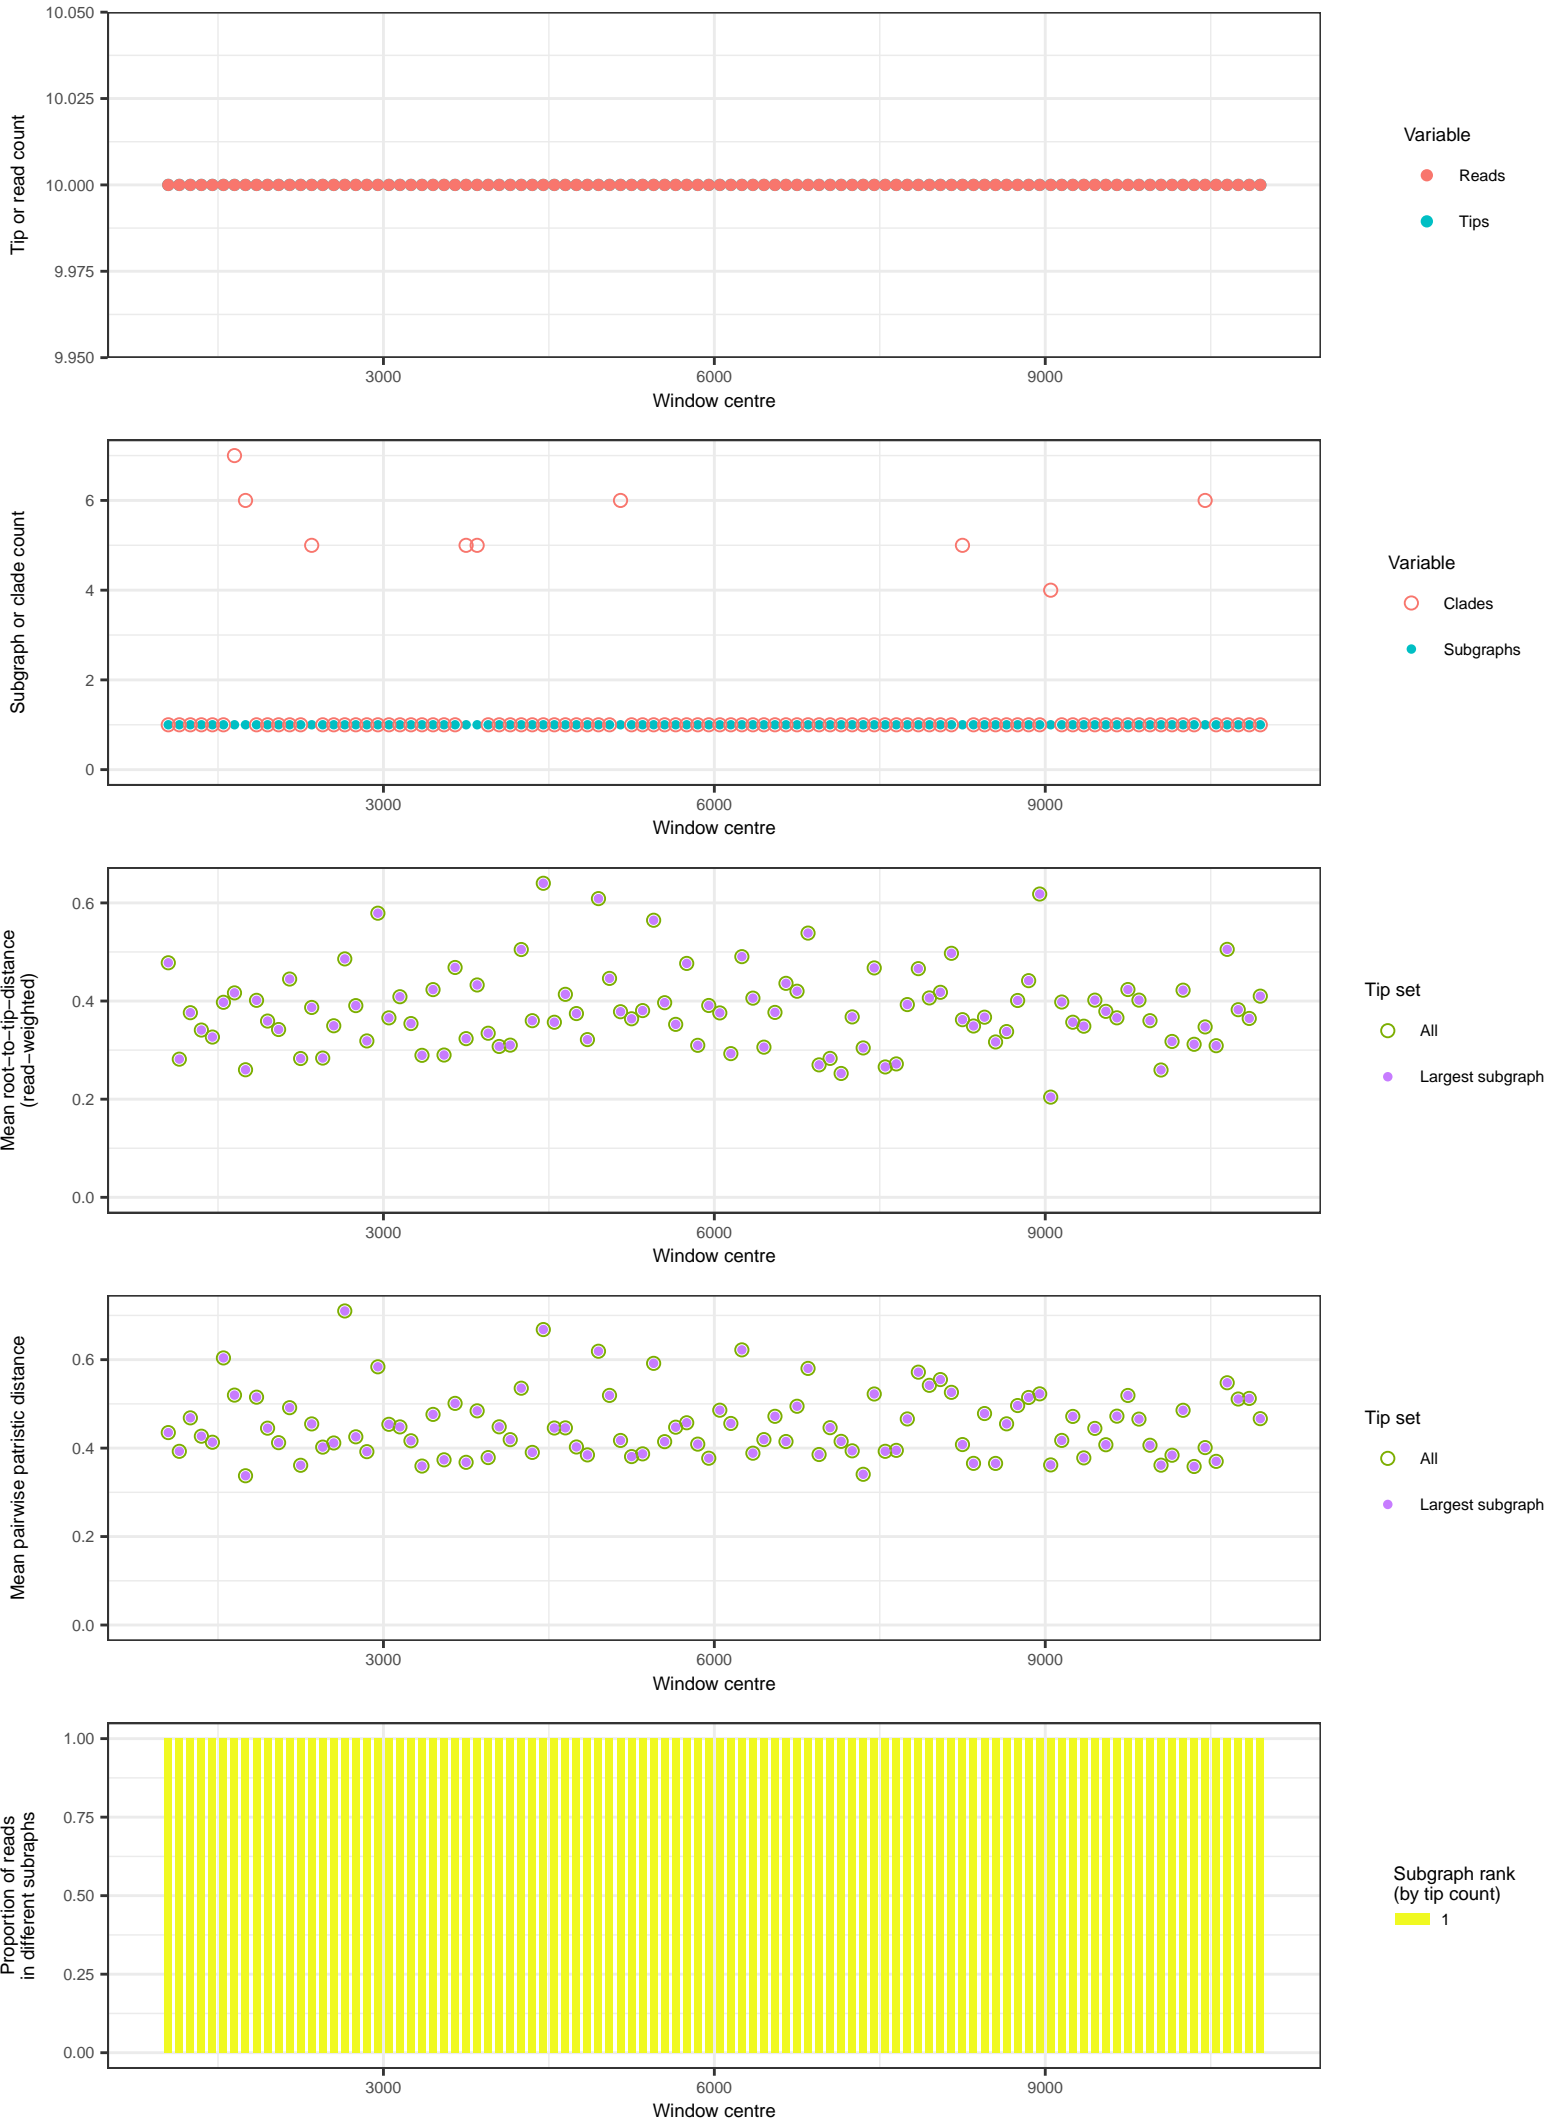 10.050
10.025
10.000
9.975
9.950
Tip or read count
3000 6000 9000
Window centre
Variable
Reads
Tips
6
4
2
0
Subgraph or clade count
3000 6000 9000
Window centre
Variable
Clades
Subgraphs
0.6
0.4
0.2
0.0
Mean root−to−tip−distance
(read−weighted)
3000 6000 9000
Window centre
Tip set
All
Largest subgraph
0.6
0.4
0.2
0.0
Mean pairwise patristic distance
3000 6000 9000
Window centre
Tip set
All
Largest subgraph
1.00
0.75
0.50
0.25
0.00
Proportion of reads
in different subraphs
3000 6000 9000
Window centre
Subgraph rank
(by tip count)
1